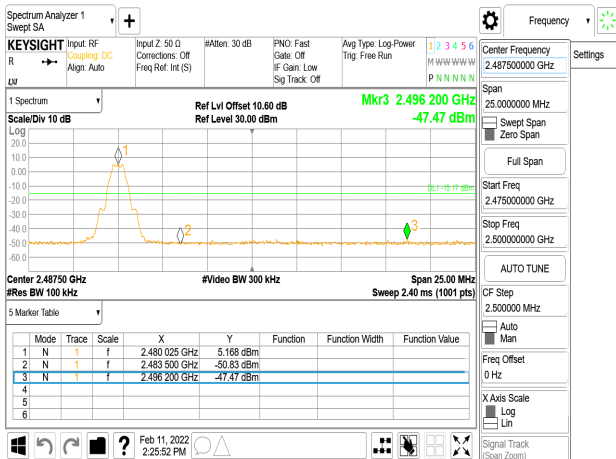 Spectrum Analyzer 1
Swept SA
Frequency
KEYSIGHT
R
Input: RF
Coupling: DC
Align: Auto
Input Z: 50 Ω
Corrections: Off
Freq Ref: Int (S)
#Atten: 30 dB
PNO: Fast
Gate: Off
IF Gain: Low
Sig Track: Off
Avg Type: Log-Power
Trig: Free Run
1 2 3 4 5 6
M W W W W W
P N N N N N
1 Spectrum
Scale/Div 10 dB
Ref Lvl Offset 10.60 dB
Ref Level 30.00 dBm
Mkr3 2.496 200 GHz
-47.47 dBm
Log
20.0
10.0
0.00
-10.0
-20.0
-30.0
-40.0
-50.0
-60.0
1
2
3
DL1 -15.17 dBm
Center 2.48750 GHz
#Res BW 100 kHz
#Video BW 300 kHz
Span 25.00 MHz
Sweep 2.40 ms (1001 pts)
5 Marker Table
Mode Trace Scale X Y Function Function Width Function Value
1 N 1 f 2.480 025 GHz 5.168 dBm
2 N 1 f 2.483 500 GHz -50.83 dBm
3 N 1 f 2.496 200 GHz -47.47 dBm
4
5
6
Feb 11, 2022
2:25:52 PM
Center Frequency
2.487500000 GHz
Settings
Span
25.0000000 MHz
Swept Span
Zero Span
Full Span
Start Freq
2.475000000 GHz
Stop Freq
2.500000000 GHz
AUTO TUNE
CF Step
2.500000 MHz
Auto
Man
Freq Offset
0 Hz
X Axis Scale
Log
Lin
Signal Track
(Span Zoom)